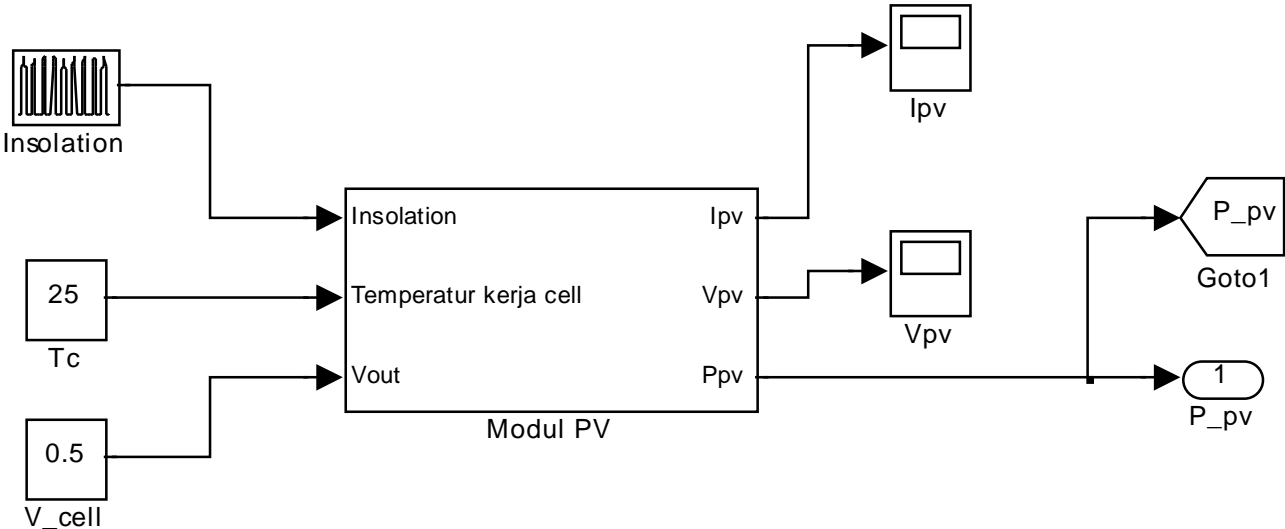 Ipv
Insolation
Insolation
Ipv
P_pv
Goto1
25
Tc
Temperatur kerja cell
Vpv
Vpv
Vout
Ppv
1
P_pv
Modul PV
0.5
V_cell